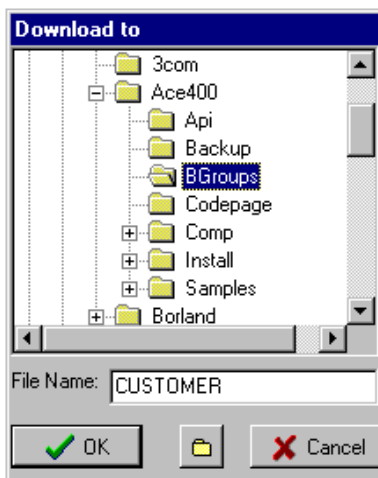 Download to
3com
Ace400
Api
Backup
BGroups
Codepage
Comp
Install
Samples
Borland
File Name: CUSTOMER
OK Cancel